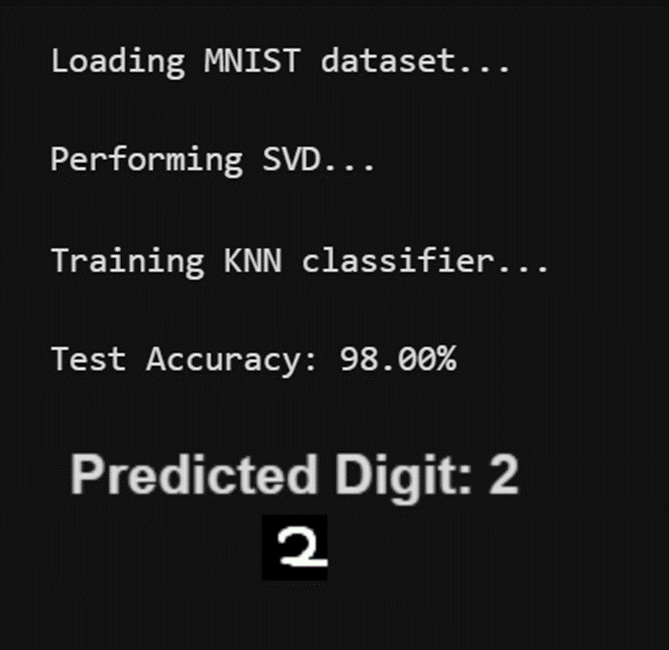 Loading MNIST dataset...
Performing SVD...
Training KNN classifier...
Test Accuracy: 98.00%
Predicted Digit: 2
2